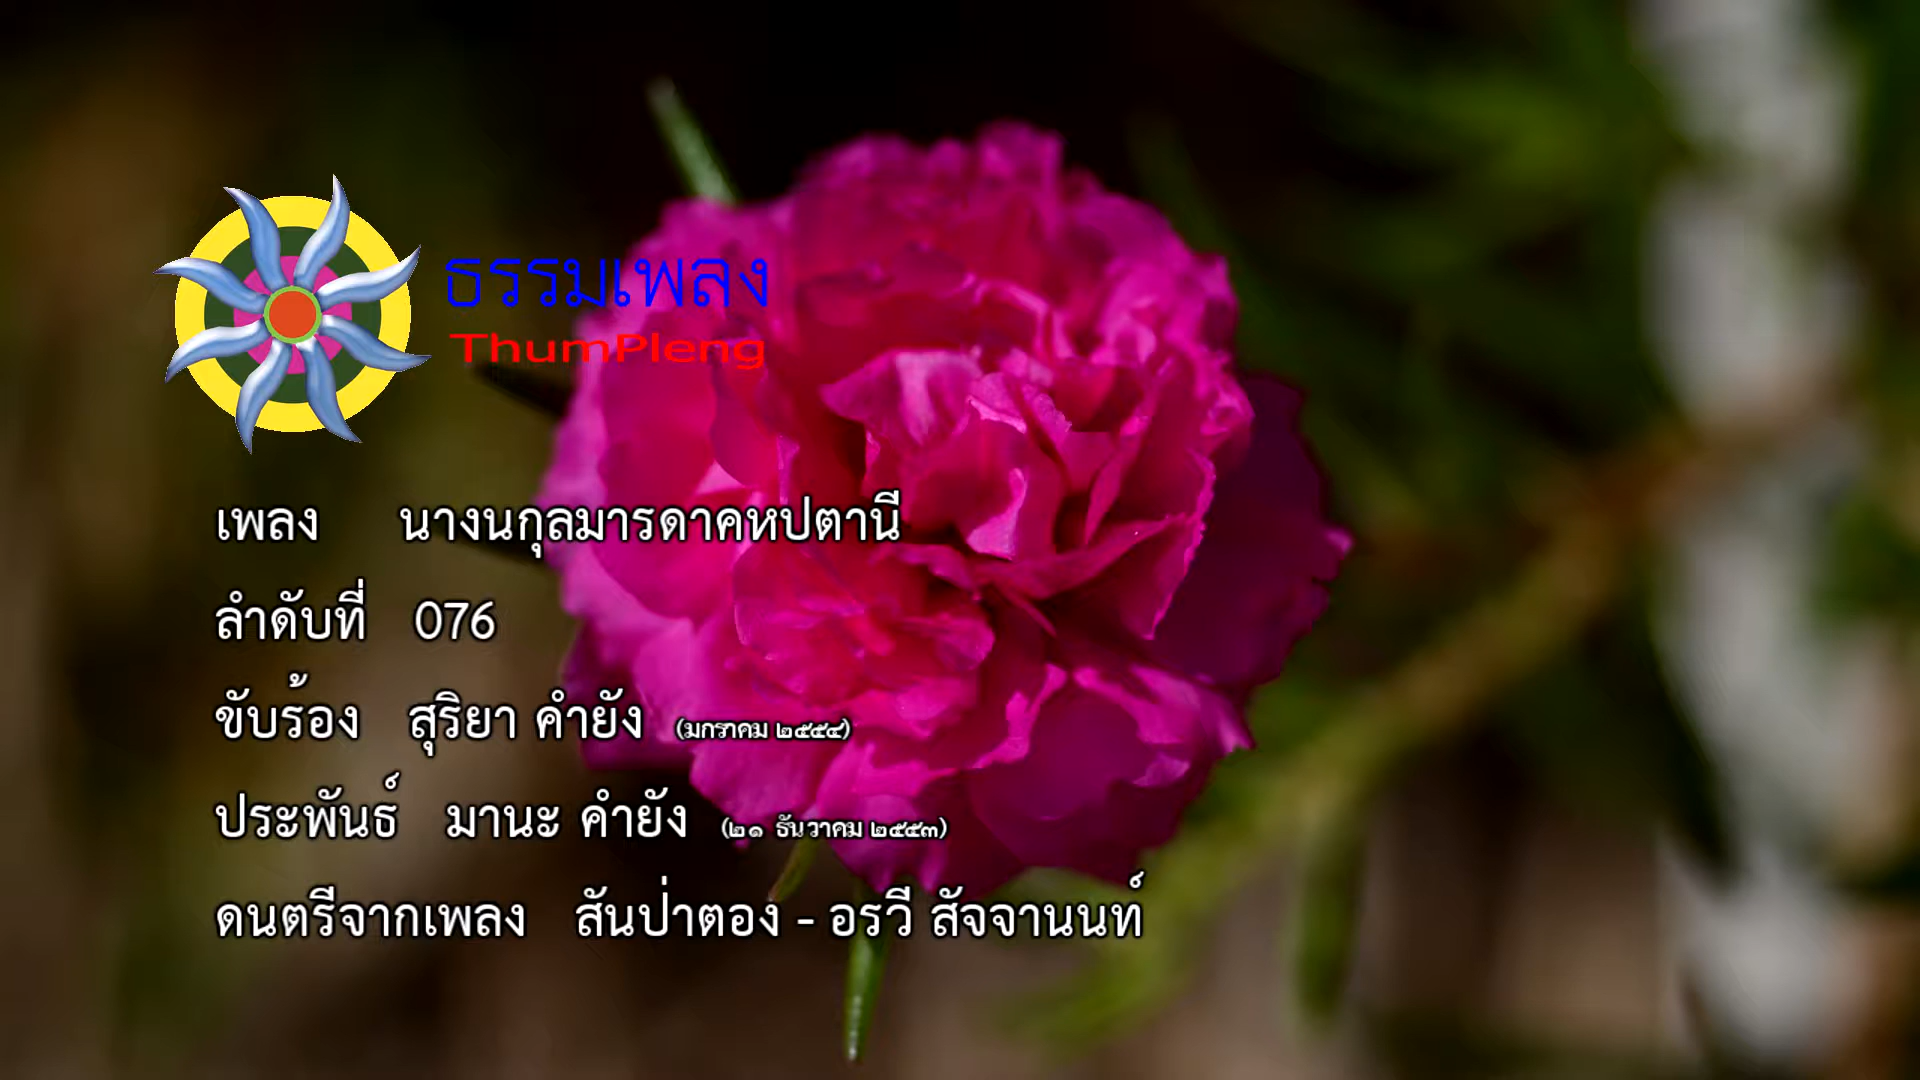 ธรรมเพลง
ThumPleng
เพลง นางนกุลมารดาคหปตานี
ลำดับที่ 076
ขับร้อง สุริยา คำยัง (มกราคม ๒๕๕๔)
ประพันธ์ มานะ คำยัง (๒๑ ธันวาคม ๒๕๕๓)
ดนตรีจากเพลง สันป่าตอง - อรวี สัจจานนท์